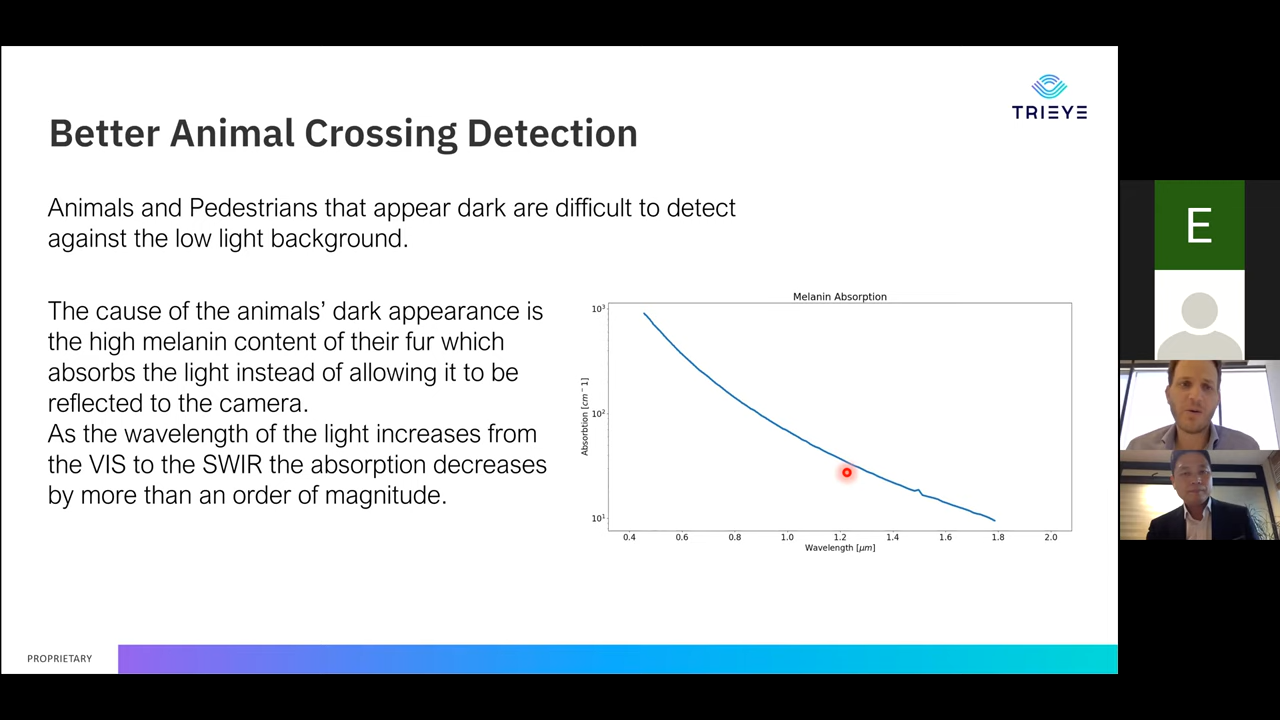 TRIEYE
Better Animal Crossing Detection
Animals and Pedestrians that appear dark are difficult to detect
against the low light background.
The cause of the animals’ dark appearance is
the high melanin content of their fur which
absorbs the light instead of allowing it to be
reflected to the camera.
As the wavelength of the light increases from
the VIS to the SWIR the absorption decreases
by more than an order of magnitude.
Melanin Absorption
10³
10²
10¹
Absorbtion [cm⁻1]
0.4 0.6 0.8 1.0 1.2 1.4 1.6 1.8 2.0
Wavelength [μm]
E
PROPRIETARY